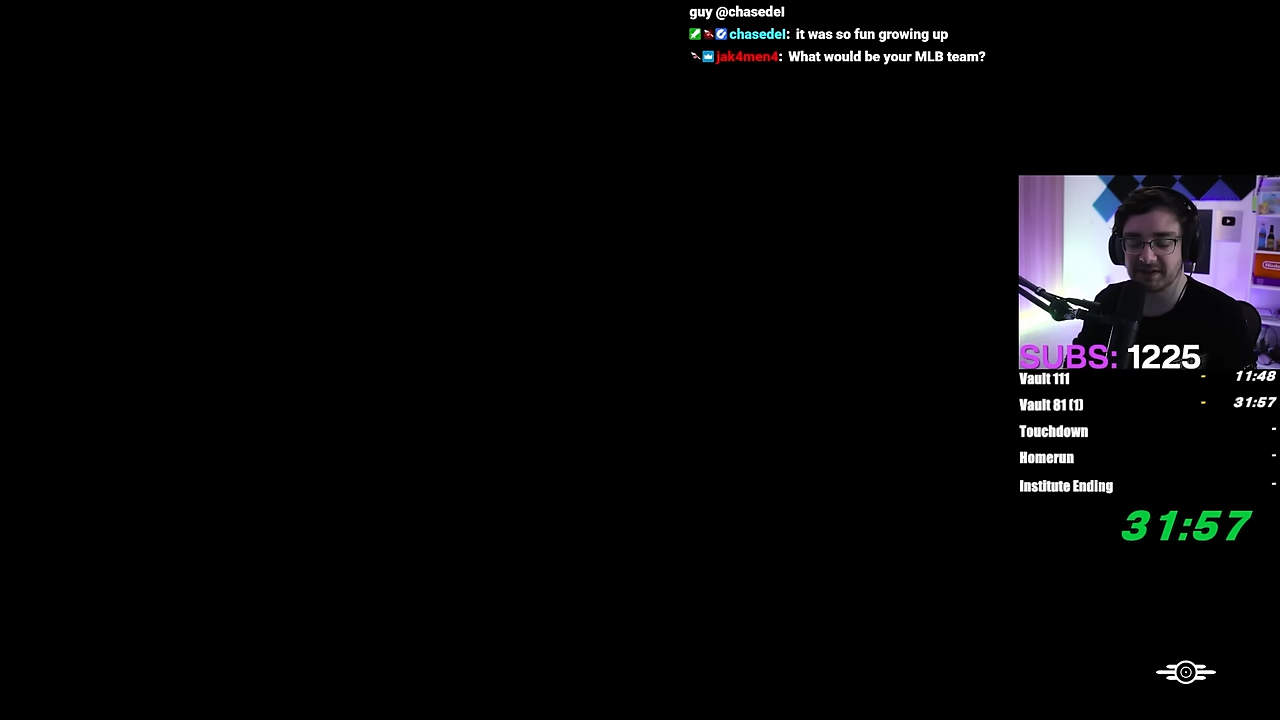 guy @chasedel
chasedel: it was so fun growing up
jak4men4: What would be your MLB team?
SUBS: 1225
Vault 111 - 11:48
Vault 81 (1) - 31:57
Touchdown -
Homerun -
Institute Ending -
31:57